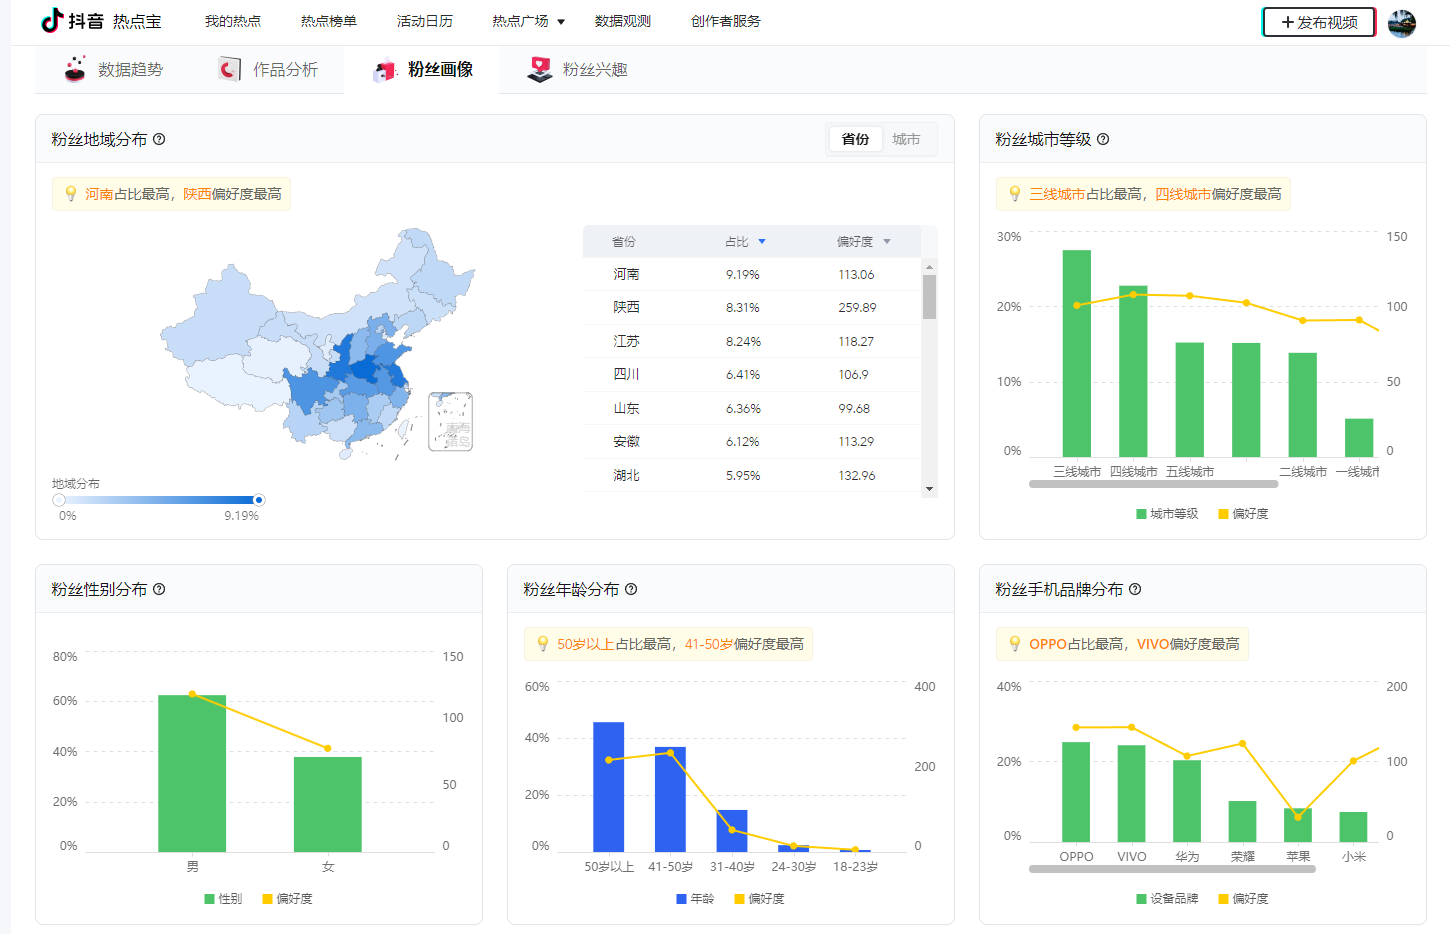 抖音 热点宝 我的热点 热点榜单 活动日历 热点广场 数据观测 创作者服务 +发布视频
数据趋势 作品分析 粉丝画像 粉丝兴趣
粉丝地域分布
省份 城市
河南占比最高，陕西偏好度最高
省份 占比 偏好度
河南 9.19% 113.06
陕西 8.31% 259.89
江苏 8.24% 118.27
四川 6.41% 106.9
山东 6.36% 99.68
安徽 6.12% 113.29
湖北 5.95% 132.96
南海
诸岛
地域分布
0% 9.19%
粉丝城市等级
三线城市占比最高，四线城市偏好度最高
30% 150
20% 100
10% 50
0% 0
三线城市 四线城市 五线城市 二线城市 一线城市
城市等级 偏好度
粉丝性别分布
80% 150
60% 100
40% 50
20%
0% 0
男 女
性别 偏好度
粉丝年龄分布
50岁以上占比最高，41-50岁偏好度最高
60% 400
40%
200
20%
0% 0
50岁以上 41-50岁 31-40岁 24-30岁 18-23岁
年龄 偏好度
粉丝手机品牌分布
OPPO占比最高，VIVO偏好度最高
40% 200
20% 100
0% 0
OPPO VIVO 华为 荣耀 苹果 小米
设备品牌 偏好度